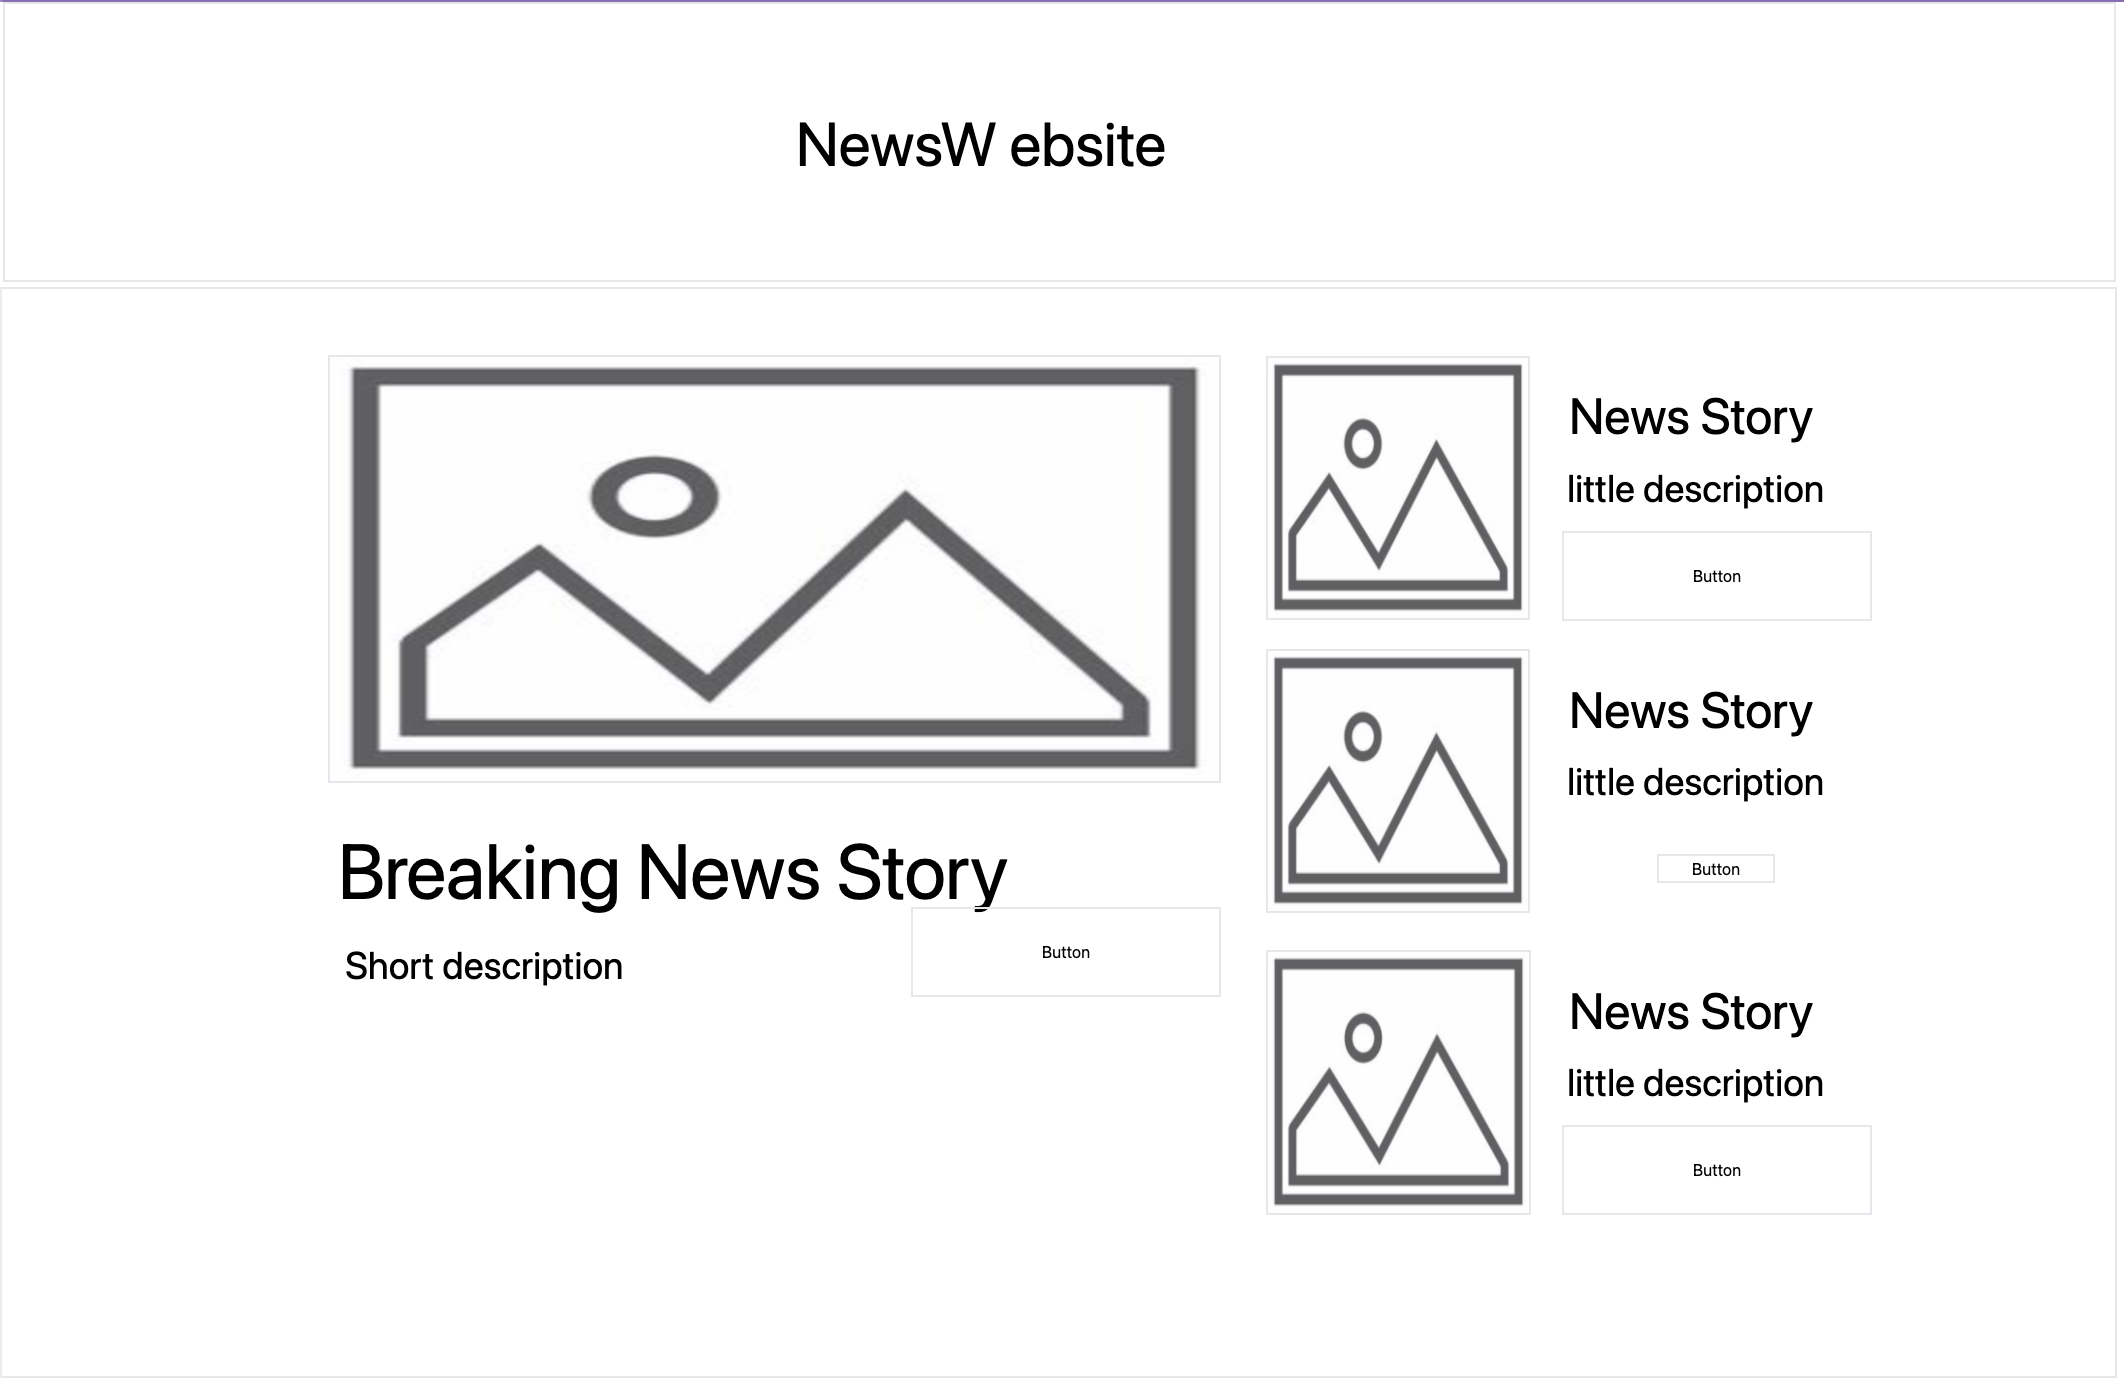 NewsW ebsite
Breaking News Story
Short description
Button
News Story
little description
Button
News Story
little description
Button
News Story
little description
Button